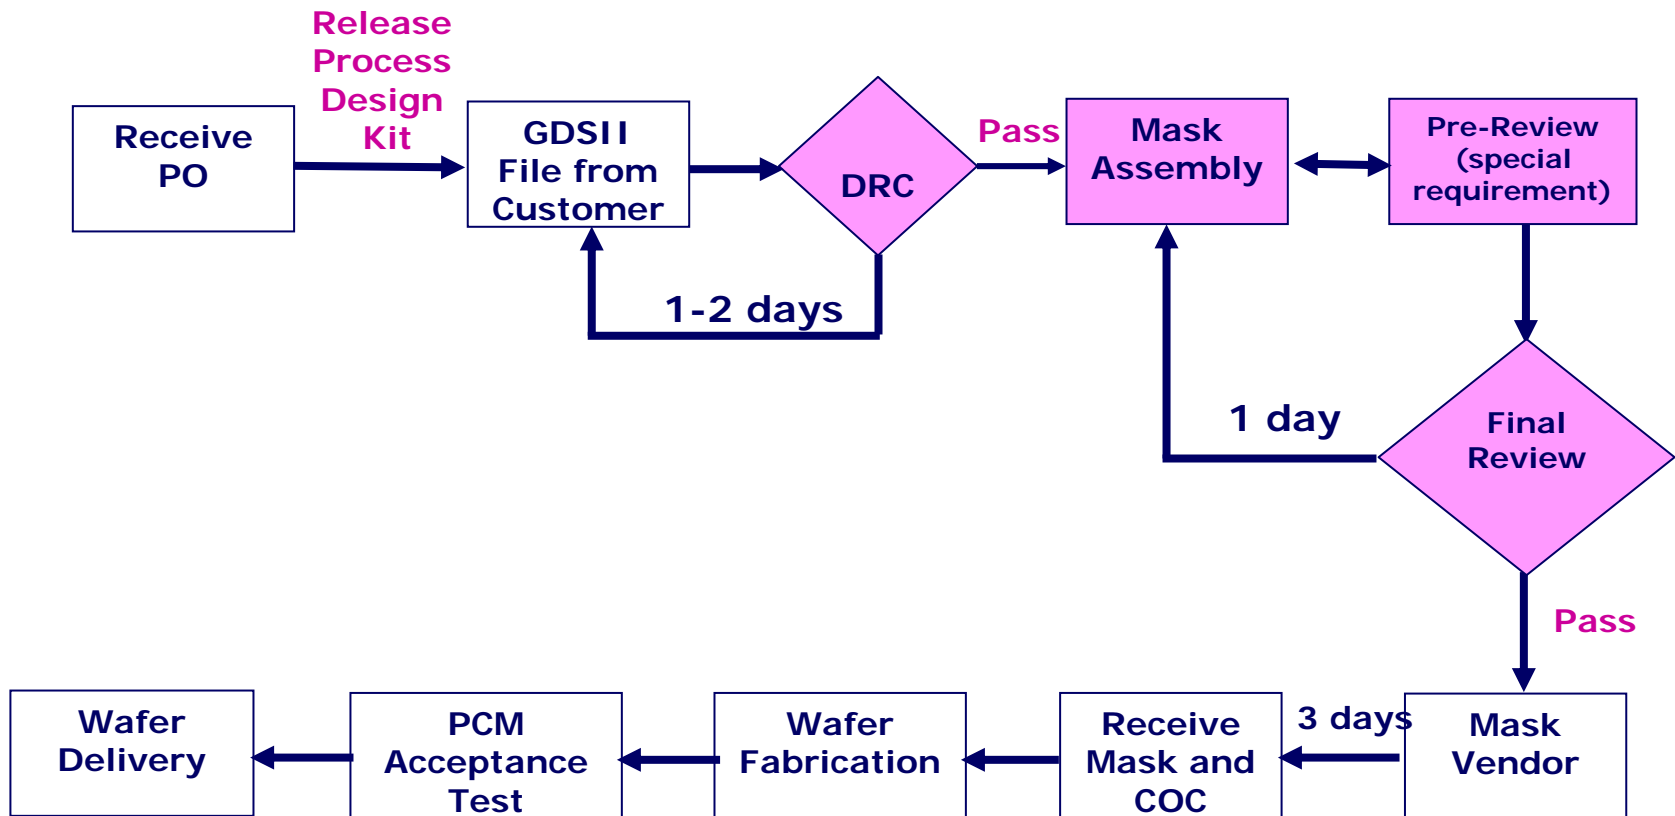 Release
Process
Design
Kit
Receive
PO
GDSII
File from
Customer
DRC
Pass
Mask
Assembly
Pre-Review
(special
requirement)
1-2 days
1 day
Final
Review
Pass
Wafer
Delivery
PCM
Acceptance
Test
Wafer
Fabrication
Receive
Mask and
COC
3 days
Mask
Vendor